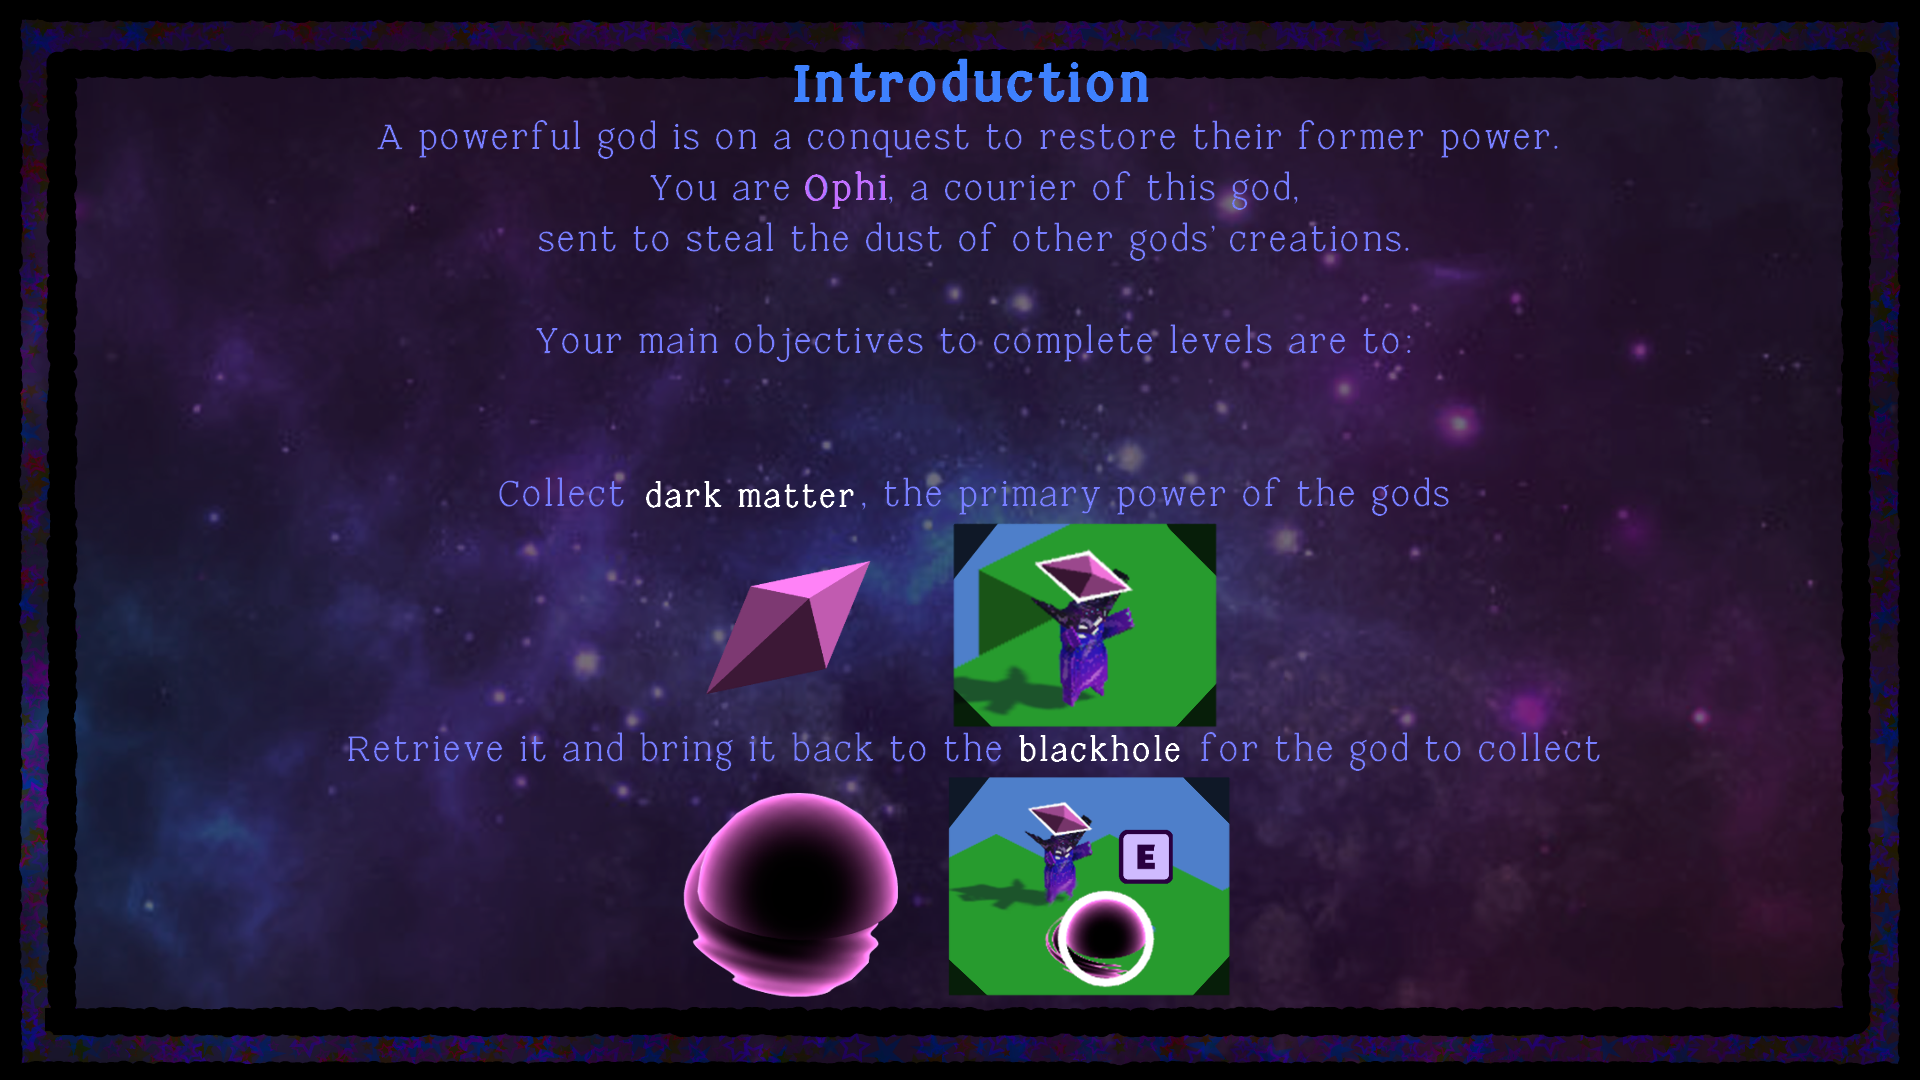 Introduction
A powerful god is on a conquest to restore their former power.
You are Ophi, a courier of this god,
sent to steal the dust of other gods' creations.
Your main objectives to complete levels are to:
Collect dark matter, the primary power of the gods
Retrieve it and bring it back to the blackhole for the god to collect
E